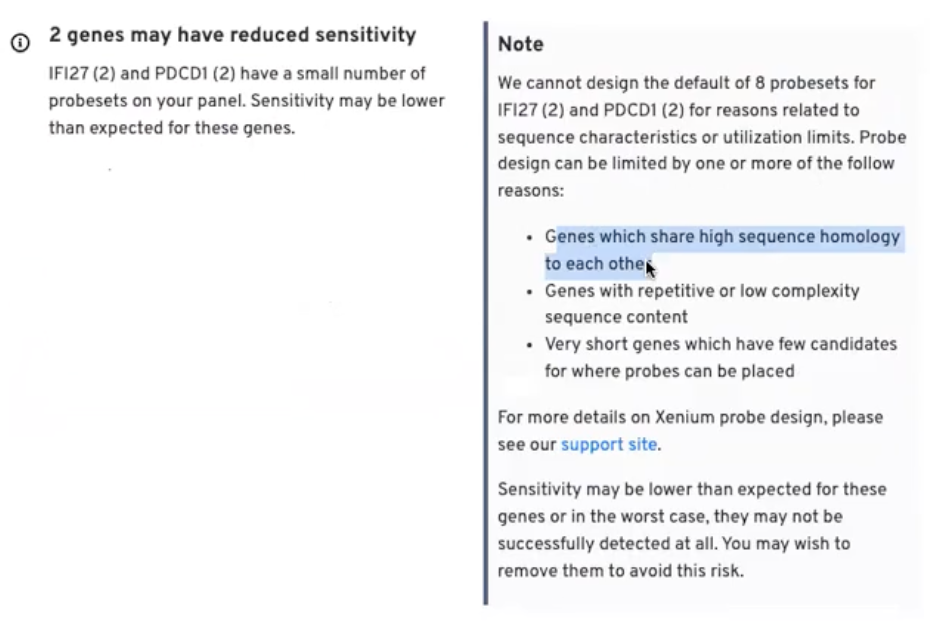 2 genes may have reduced sensitivity
IFI27 (2) and PDCD1 (2) have a small number of
probesets on your panel. Sensitivity may be lower
than expected for these genes.
Note
We cannot design the default of 8 probesets for
IFI27 (2) and PDCD1 (2) for reasons related to
sequence characteristics or utilization limits. Probe
design can be limited by one or more of the follow
reasons:
• Genes which share high sequence homology
to each other
• Genes with repetitive or low complexity
sequence content
• Very short genes which have few candidates
for where probes can be placed
For more details on Xenium probe design, please
see our support site.
Sensitivity may be lower than expected for these
genes or in the worst case, they may not be
successfully detected at all. You may wish to
remove them to avoid this risk.